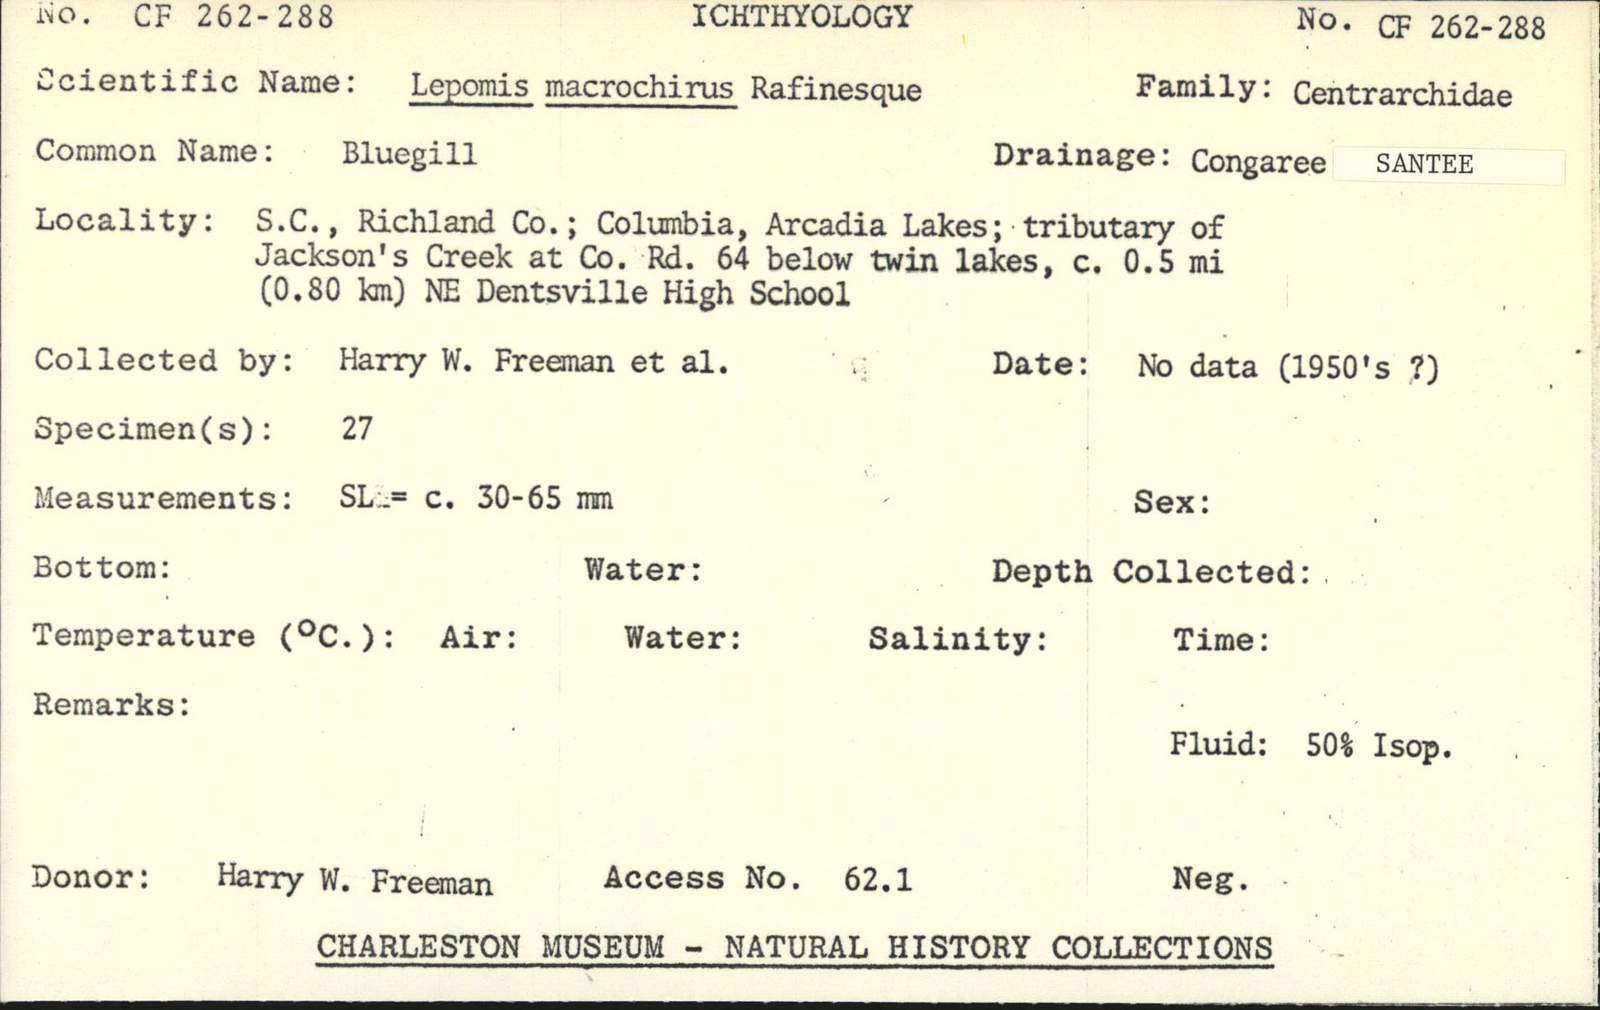 No. CF 262-288 ICHTHYOLOGY No. CF 262-288
Scientific Name: Lepomis macrochirus Rafinesque Family: Centrarchidae
Common Name: Bluegill Drainage: Congaree SANTEE
Locality: S.C., Richland Co.; Columbia, Arcadia Lakes; tributary of
Jackson's Creek at Co. Rd. 64 below twin lakes, c. 0.5 mi
(0.80 km) NE Dentsville High School
Collected by: Harry W. Freeman et al. Date: No data (1950's ?)
Specimen(s): 27
Measurements: SL = c. 30-65 mm Sex:
Bottom: Water: Depth Collected:
Temperature (°C.): Air: Water: Salinity: Time:
Remarks:
Fluid: 50% Isop.
Donor: Harry W. Freeman Access No. 62.1 Neg.
CHARLESTON MUSEUM - NATURAL HISTORY COLLECTIONS